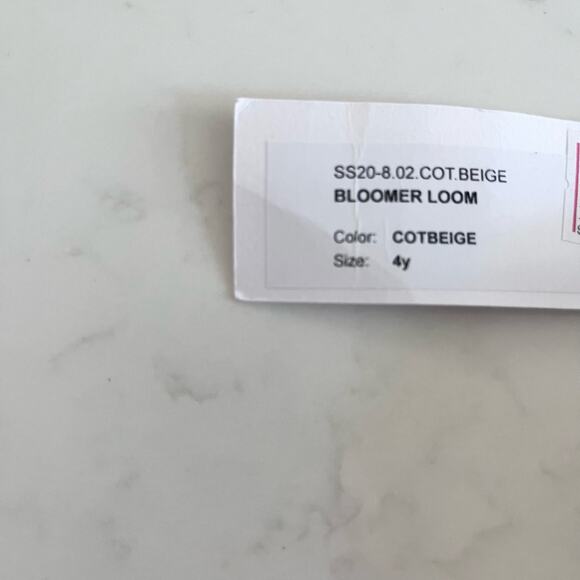 SS20-8.02.COT.BEIGE
BLOOMER LOOM
Color: COTBEIGE
Size: 4y